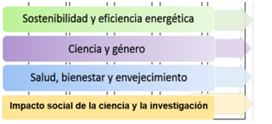 Sostenibilidad y eficiencia energética
Ciencia y género
Salud, bienestar y envejecimiento
Impacto social de la ciencia y la investigación